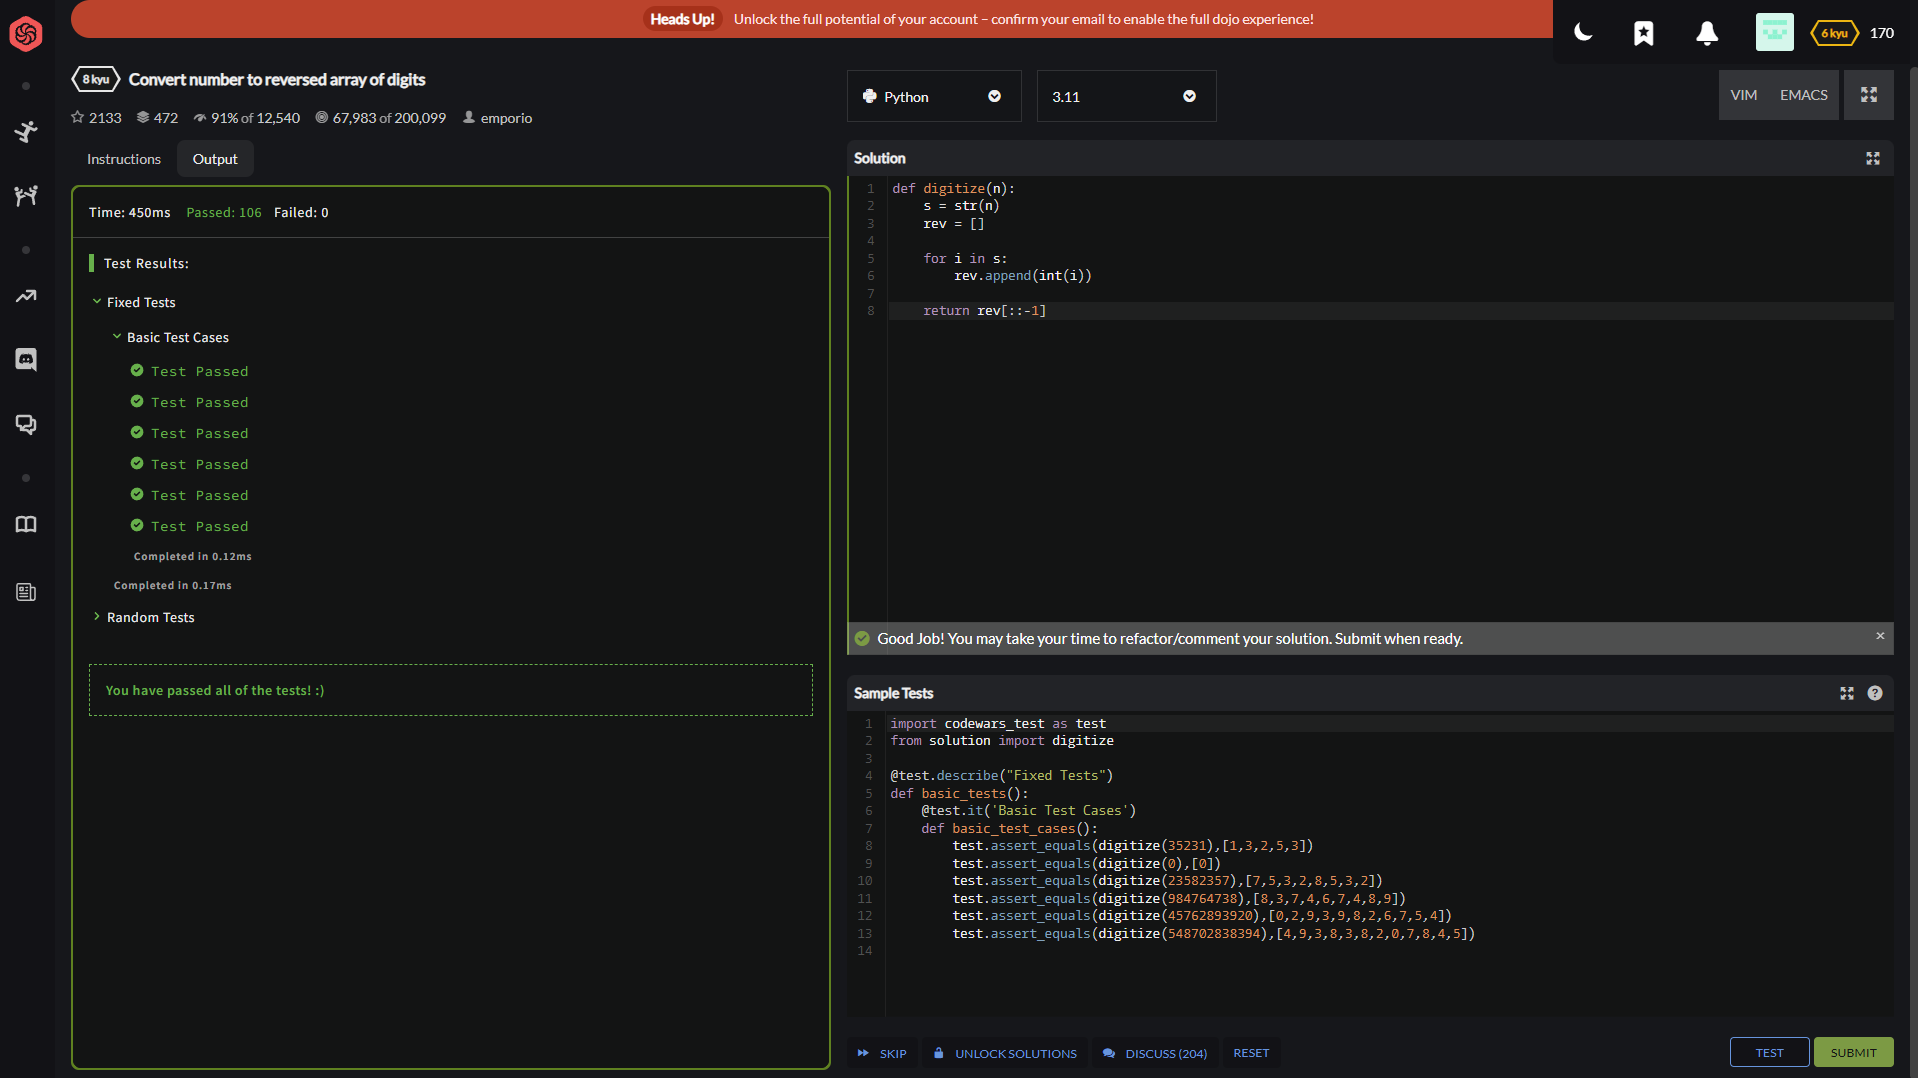 Heads Up! Unlock the full potential of your account – confirm your email to enable the full dojo experience!
6 kyu 170
8 kyu Convert number to reversed array of digits
2133 472 91% of 12,540 67,983 of 200,099 emporio
Instructions Output
Time: 450ms Passed: 106 Failed: 0
Test Results:
Fixed Tests
Basic Test Cases
Test Passed
Test Passed
Test Passed
Test Passed
Test Passed
Test Passed
Completed in 0.12ms
Completed in 0.17ms
Random Tests
You have passed all of the tests! :)
Python 3.11 VIM EMACS
Solution
1 def digitize(n):
2     s = str(n)
3     rev = []
4
5     for i in s:
6         rev.append(int(i))
7
8     return rev[::-1]
Good Job! You may take your time to refactor/comment your solution. Submit when ready. ×
Sample Tests ?
1 import codewars_test as test
2 from solution import digitize
3
4 @test.describe("Fixed Tests")
5 def basic_tests():
6     @test.it('Basic Test Cases')
7     def basic_test_cases():
8         test.assert_equals(digitize(35231),[1,3,2,5,3])
9         test.assert_equals(digitize(0),[0])
10         test.assert_equals(digitize(23582357),[7,5,3,2,8,5,3,2])
11         test.assert_equals(digitize(984764738),[8,3,7,4,6,7,4,8,9])
12         test.assert_equals(digitize(45762893920),[0,2,9,3,9,8,2,6,7,5,4])
13         test.assert_equals(digitize(548702838394),[4,9,3,8,3,8,2,0,7,8,4,5])
14
SKIP UNLOCK SOLUTIONS DISCUSS (204) RESET TEST SUBMIT